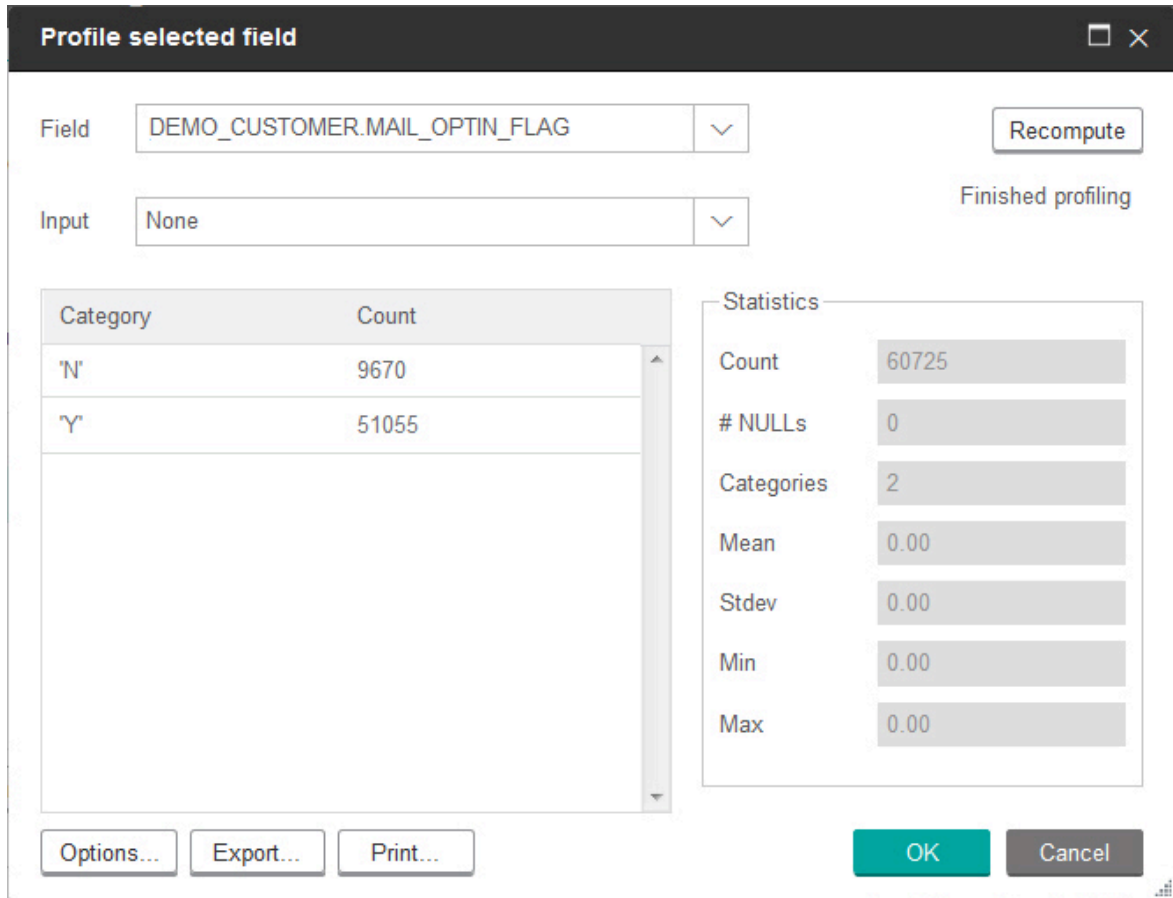 Profile selected field
Field DEMO_CUSTOMER.MAIL_OPTIN_FLAG Recompute
Finished profiling
Input None
Category Count
'N' 9670
'Y' 51055
Statistics
Count 60725
# NULLs 0
Categories 2
Mean 0.00
Stdev 0.00
Min 0.00
Max 0.00
Options... Export... Print... OK Cancel